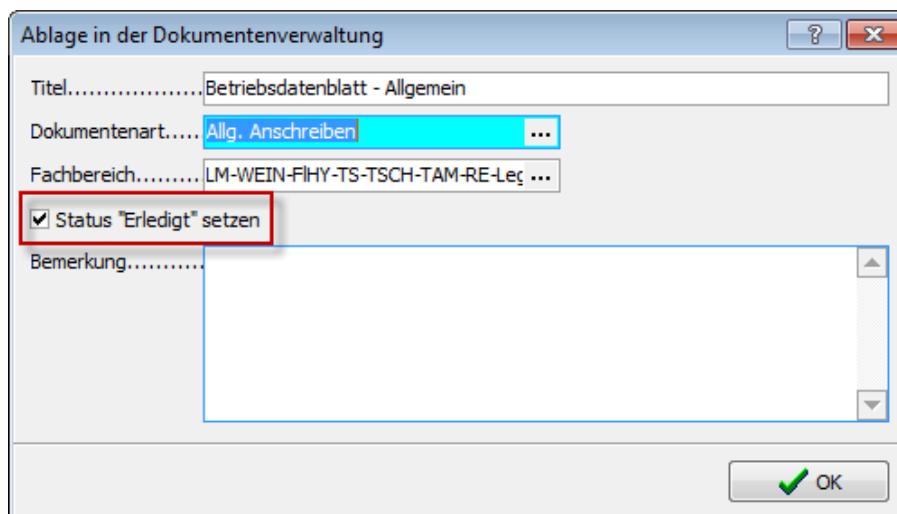 Ablage in der Dokumentenverwaltung
Titel................... Betriebsdatenblatt - Allgemein
Dokumentenart..... Allg. Anschreiben ...
Fachbereich......... LM-WEIN-FlHY-TS-TSCH-TAM-RE-Leg ...
Status "Erledigt" setzen
Bemerkung...........
OK